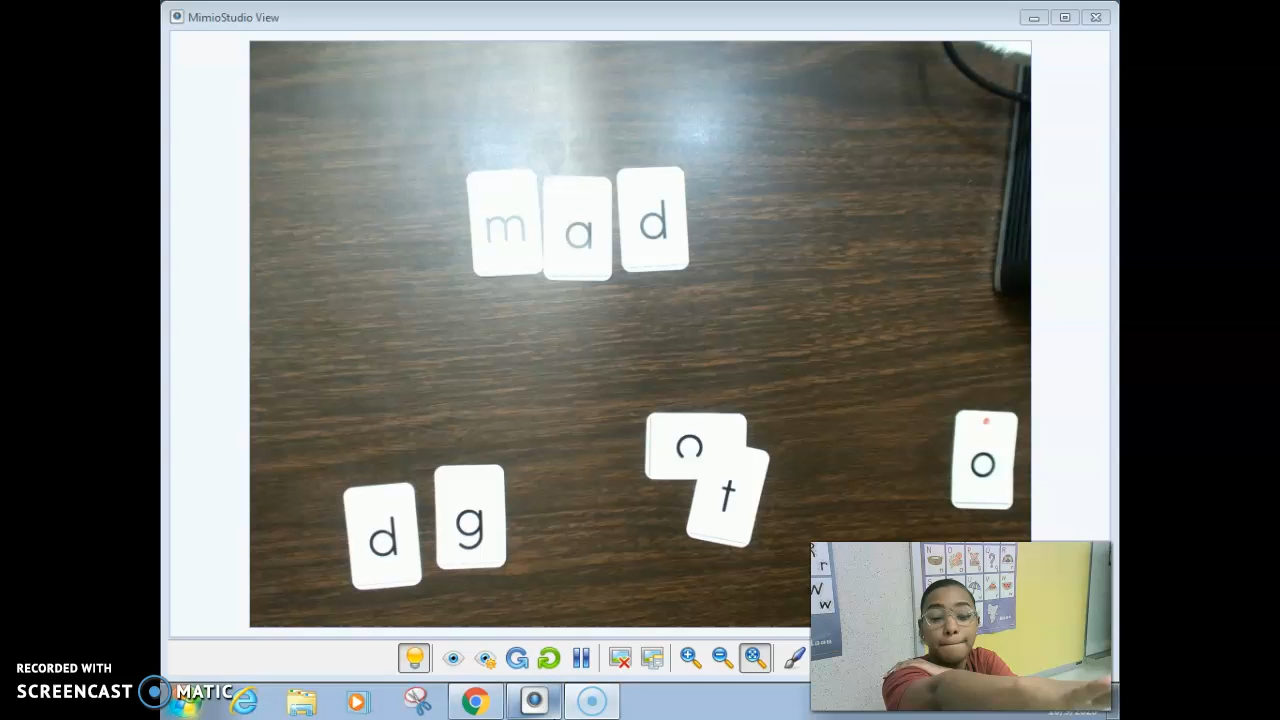 MimioStudio View
m a d
c
t
o
d g
N O P Q R
r
W
w
RECORDED WITH
SCREENCAST MATIC